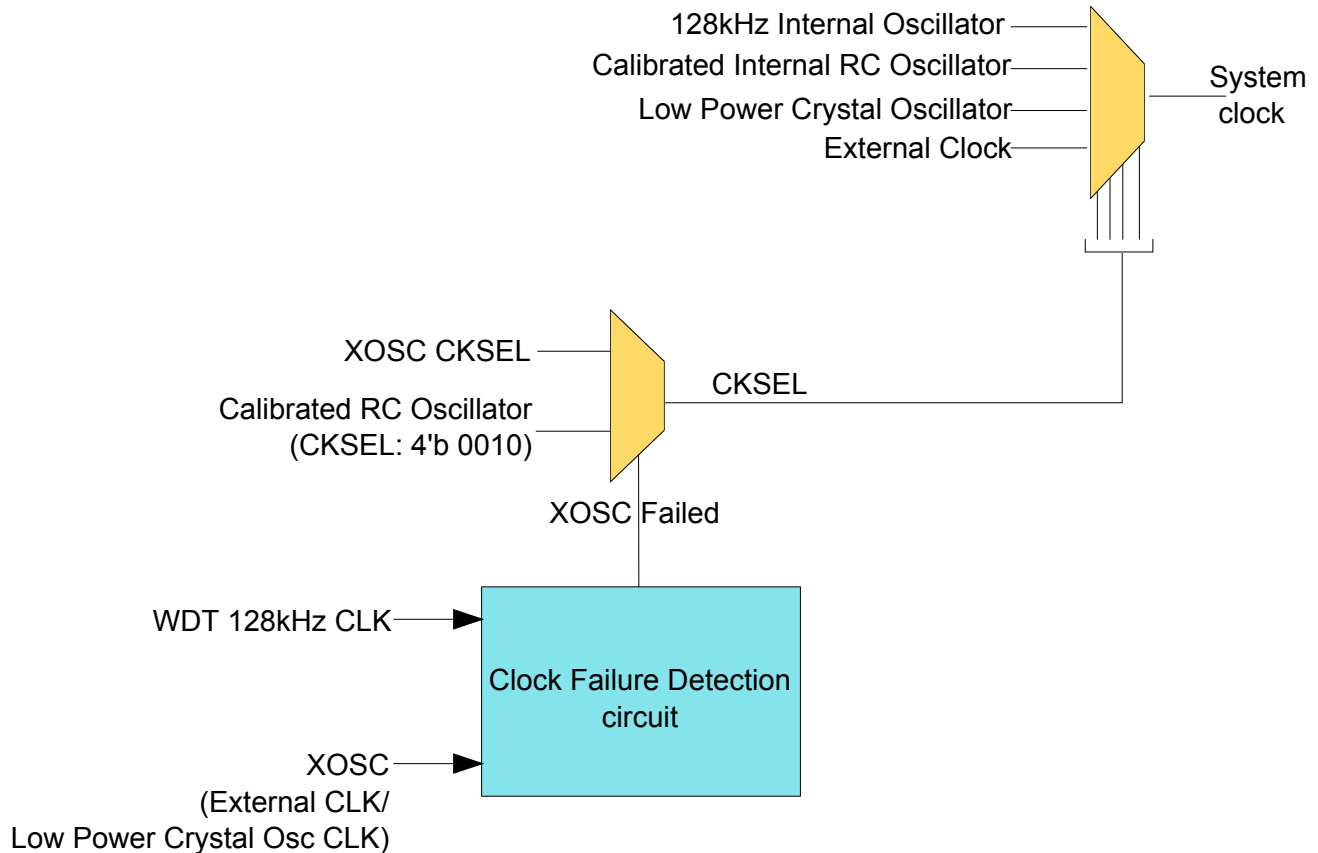 128kHz Internal Oscillator
Calibrated Internal RC Oscillator
Low Power Crystal Oscillator
External Clock
System
clock
XOSC CKSEL
CKSEL
Calibrated RC Oscillator
(CKSEL: 4'b 0010)
XOSC Failed
WDT 128kHz CLK
Clock Failure Detection
circuit
XOSC
(External CLK/
Low Power Crystal Osc CLK)